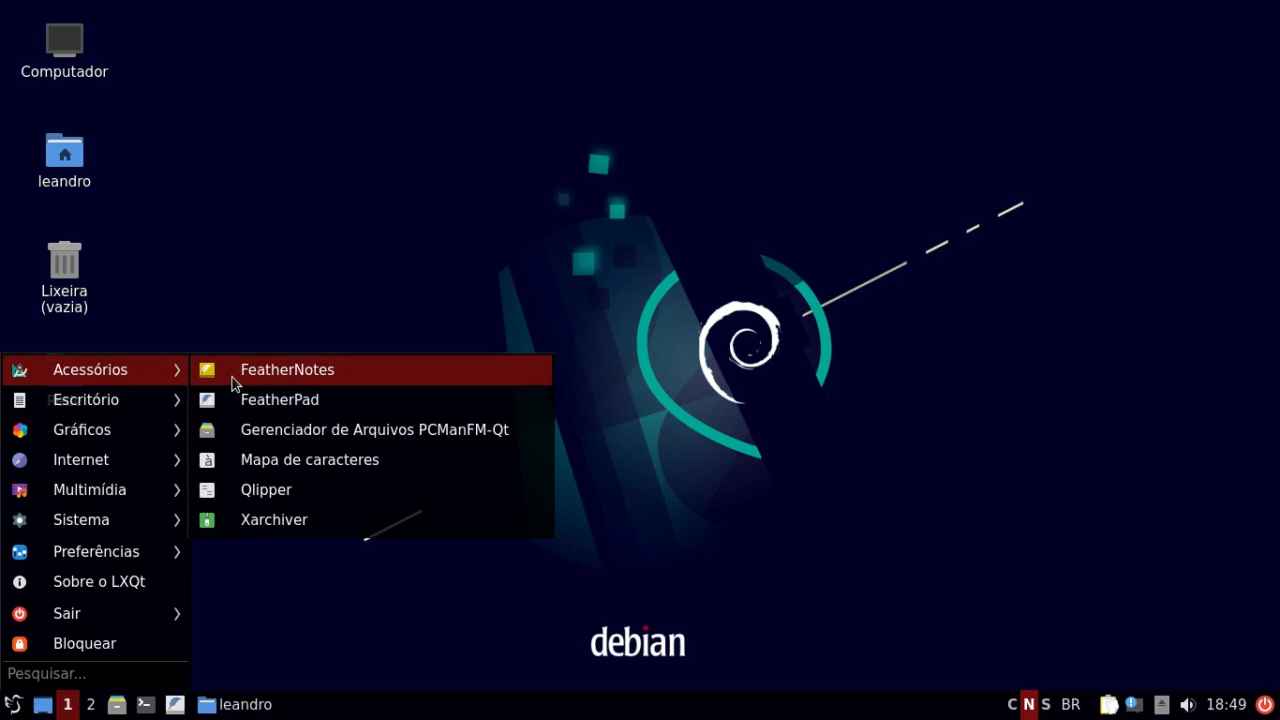 Computador
leandro
Lixeira
(vazia)
Acessórios
Escritório
Gráficos
Internet
Multimídia
Sistema
Preferências
Sobre o LXQt
Sair
Bloquear
Pesquisar...
FeatherNotes
FeatherPad
Gerenciador de Arquivos PCManFM-Qt
Mapa de caracteres
Qlipper
Xarchiver
debian
1 2 leandro C N S BR 18:49